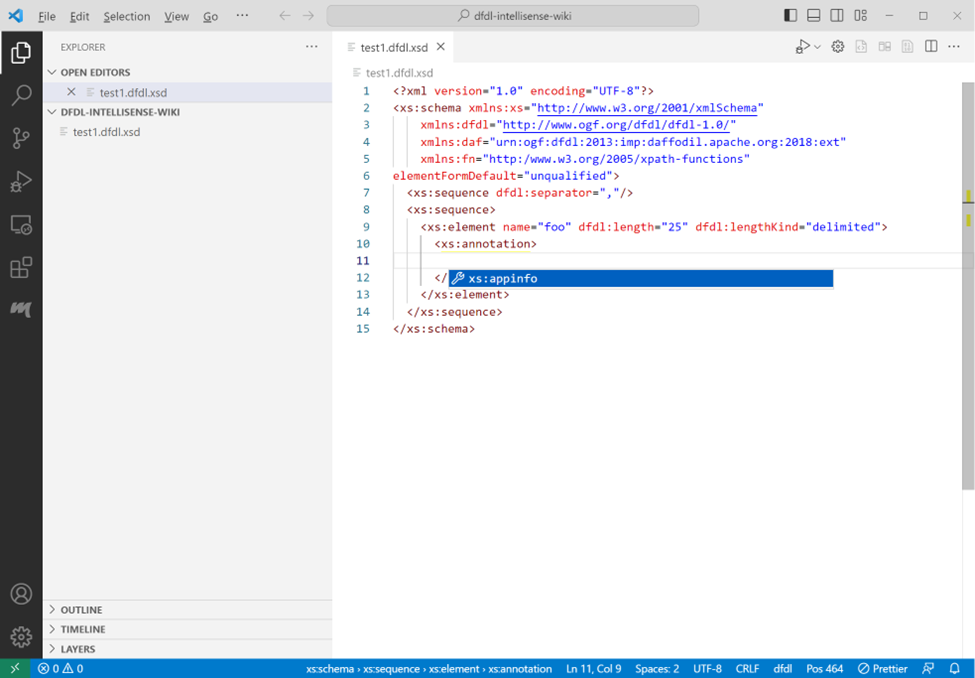 File Edit Selection View Go ··· dfdl-intellisense-wiki
EXPLORER ···
OPEN EDITORS
test1.dfdl.xsd
DFDL-INTELLISENSE-WIKI
test1.dfdl.xsd
OUTLINE
TIMELINE
LAYERS
test1.dfdl.xsd
test1.dfdl.xsd
1 <?xml version="1.0" encoding="UTF-8"?>
2 <xs:schema xmlns:xs="http://www.w3.org/2001/xmlSchema"
3 xmlns:dfdl="http://www.ogf.org/dfdl/dfdl-1.0/"
4 xmlns:daf="urn:ogf:dfdl:2013:imp:daffodil.apache.org:2018:ext"
5 xmlns:fn="http:/www.w3.org/2005/xpath-functions"
6 elementFormDefault="unqualified">
7 <xs:sequence dfdl:separator=","/>
8 <xs:sequence>
9 <xs:element name="foo" dfdl:length="25" dfdl:lengthKind="delimited">
10 <xs:annotation>
11
12 </ xs:appinfo
13 </xs:element>
14 </xs:sequence>
15 </xs:schema>
0 0 xs:schema › xs:sequence › xs:element › xs:annotation Ln 11, Col 9 Spaces: 2 UTF-8 CRLF dfdl Pos 464 Prettier